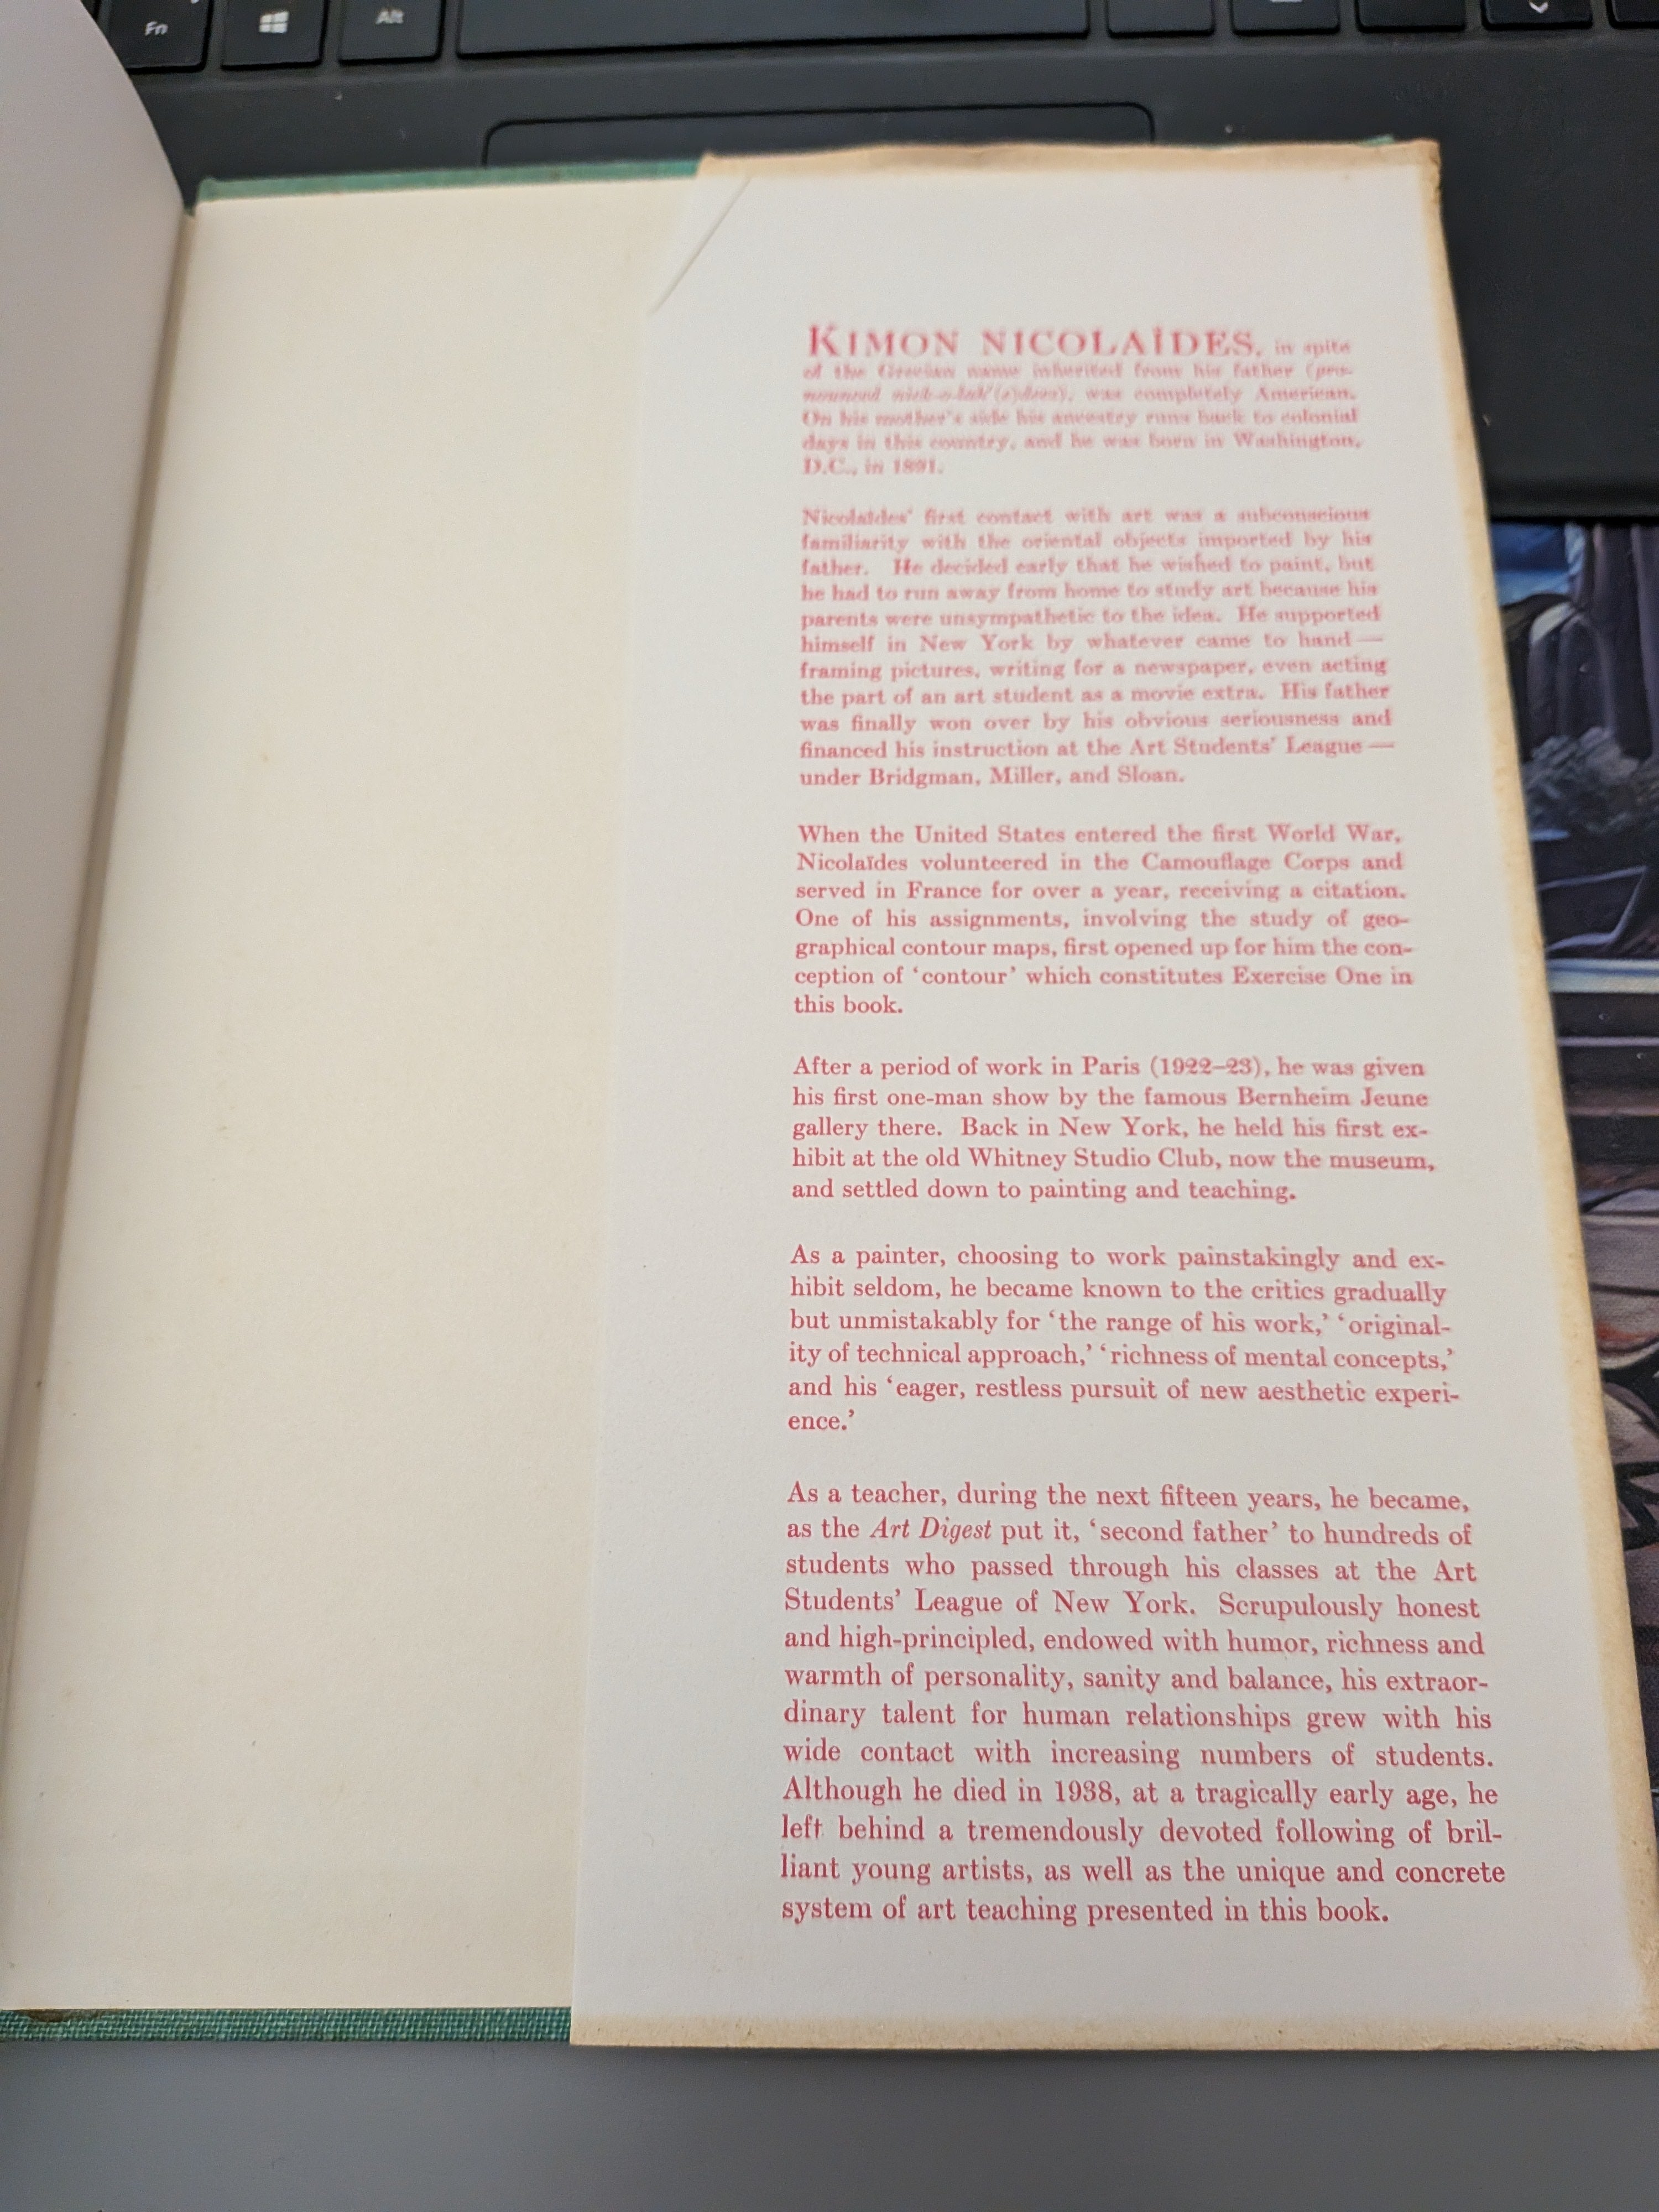 Fn
Alt
KIMON NICOLAÏDES, in spite
of the Grecian name inherited from his father (pro-
nounced was completely American.
On his mother's side his ancestry runs back to colonial
days in this country, and he was born in Washington,
D.C., in 1891.
Nicolaïdes' first contact with art was a subconscious
familiarity with the oriental objects imported by his
father. He decided early that he wished to paint, but
he had to run away from home to study art because his
parents were unsympathetic to the idea. He supported
himself in New York by whatever came to hand —
framing pictures, writing for a newspaper, even acting
the part of an art student as a movie extra. His father
was finally won over by his obvious seriousness and
financed his instruction at the Art Students' League —
under Bridgman, Miller, and Sloan.
When the United States entered the first World War,
Nicolaïdes volunteered in the Camouflage Corps and
served in France for over a year, receiving a citation.
One of his assignments, involving the study of geo-
graphical contour maps, first opened up for him the con-
ception of 'contour' which constitutes Exercise One in
this book.
After a period of work in Paris (1922–23), he was given
his first one-man show by the famous Bernheim Jeune
gallery there. Back in New York, he held his first ex-
hibit at the old Whitney Studio Club, now the museum,
and settled down to painting and teaching.
As a painter, choosing to work painstakingly and ex-
hibit seldom, he became known to the critics gradually
but unmistakably for 'the range of his work,' 'original-
ity of technical approach,' 'richness of mental concepts,'
and his 'eager, restless pursuit of new aesthetic experi-
ence.'
As a teacher, during the next fifteen years, he became,
as the Art Digest put it, 'second father' to hundreds of
students who passed through his classes at the Art
Students' League of New York. Scrupulously honest
and high-principled, endowed with humor, richness and
warmth of personality, sanity and balance, his extraor-
dinary talent for human relationships grew with his
wide contact with increasing numbers of students.
Although he died in 1938, at a tragically early age, he
left behind a tremendously devoted following of bril-
liant young artists, as well as the unique and concrete
system of art teaching presented in this book.